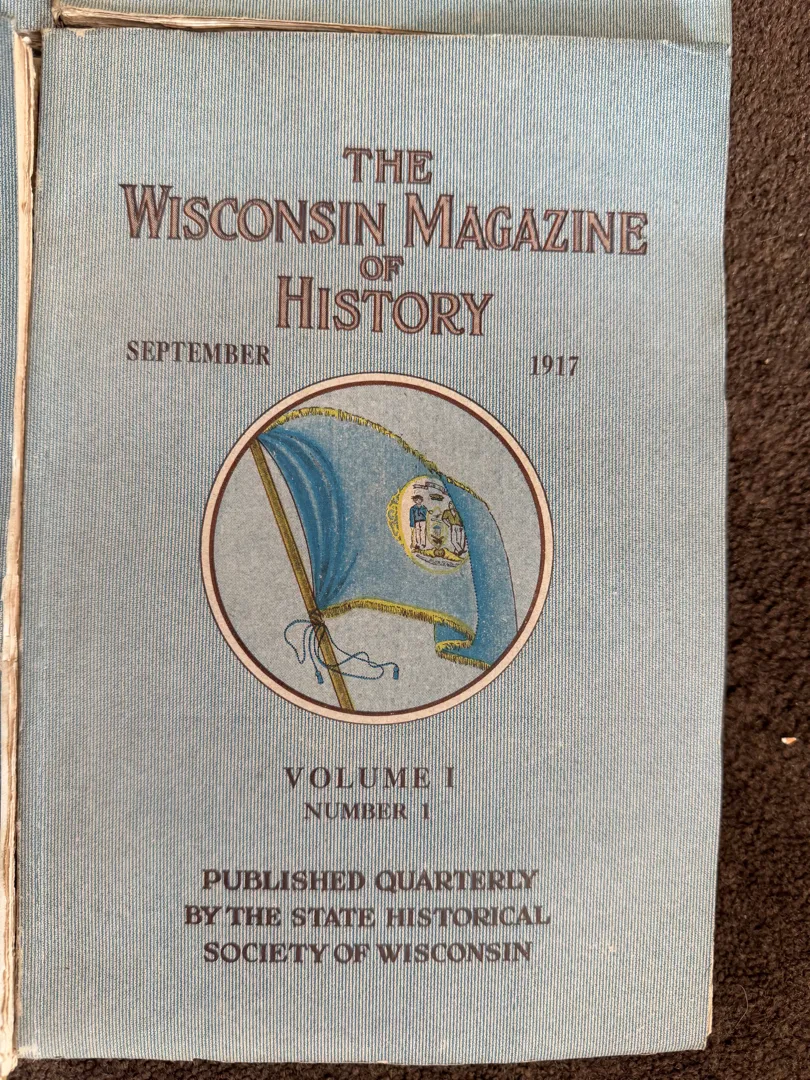 THE
WISCONSIN MAGAZINE
OF
HISTORY
SEPTEMBER 1917
VOLUME I
NUMBER 1
PUBLISHED QUARTERLY
BY THE STATE HISTORICAL
SOCIETY OF WISCONSIN